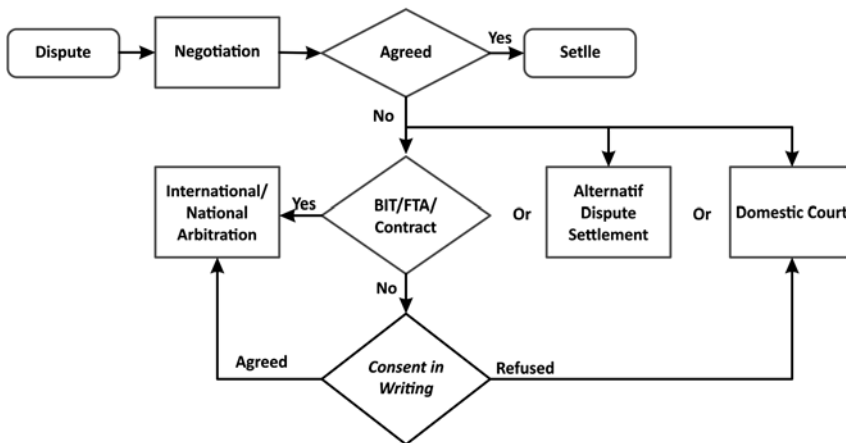 Dispute
Negotiation
Agreed
Yes
Setlle
No
International/
National
Arbitration
Yes
BIT/FTA/
Contract
Or
Alternatif
Dispute
Settlement
Or
Domestic Court
No
Agreed
Consent in
Writing
Refused